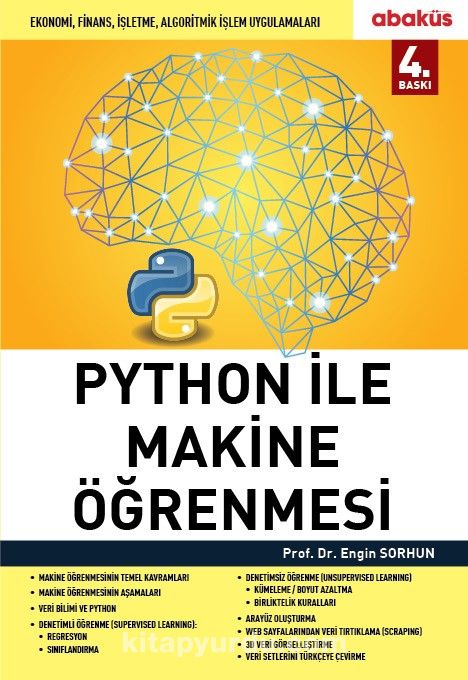 EKONOMİ, FİNANS, İŞLETME, ALGORİTMİK İŞLEM UYGULAMALARI
abaküs
4.
BASKI
PYTHON İLE
MAKİNE
ÖĞRENMESİ
Prof. Dr. Engin SORHUN
• MAKİNE ÖĞRENMESİNİN TEMEL KAVRAMLARI
• MAKİNE ÖĞRENMESİNİN AŞAMALARI
• VERİ BİLİMİ VE PYTHON
• DENETİMLİ ÖĞRENME (SUPERVISED LEARNING):
• REGRESYON
• SINIFLANDIRMA
• DENETİMSİZ ÖĞRENME (UNSUPERVISED LEARNING)
• KÜMELEME / BOYUT AZALTMA
• BİRLİKTELİK KURALLARI
• ARAYÜZ OLUŞTURMA
• WEB SAYFALARINDAN VERİ TIRTIKLAMA (SCRAPING)
• 3D VERİ GÖRSELLEŞTİRME
• VERİ SETLERİNİ TÜRKÇEYE ÇEVİRME